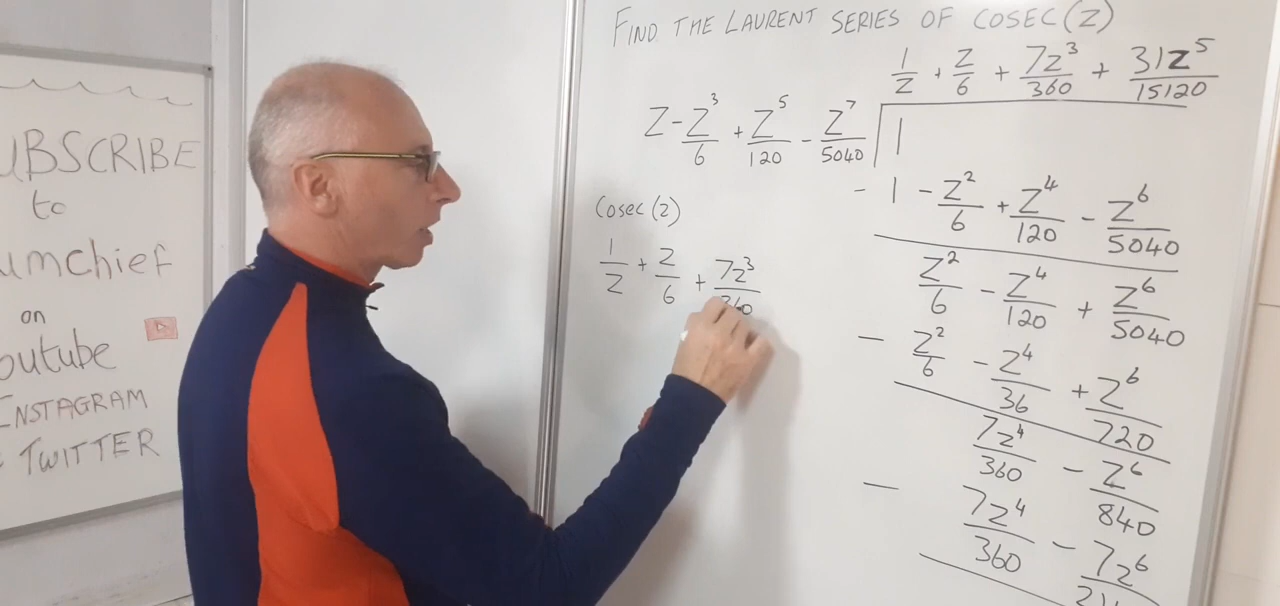 UBSCRIBE
to
umchief
on
outube
INSTAGRAM
TWITTER
FIND THE LAURENT SERIES OF COSEC(Z)
1/z + z/6 + 7z³/360 + 31z⁵/15120
z - z³/6 + z⁵/120 - z⁷/5040 | 1
- 1 - z²/6 + z⁴/120 - z⁶/5040
Cosec(z)
1/z + z/6 + 7z³/360
z²/6 - z⁴/120 + z⁶/5040
- z²/6 - z⁴/36 + z⁶/720
7z⁴/360 - z⁶/840
- 7z⁴/360 - 7z⁶/